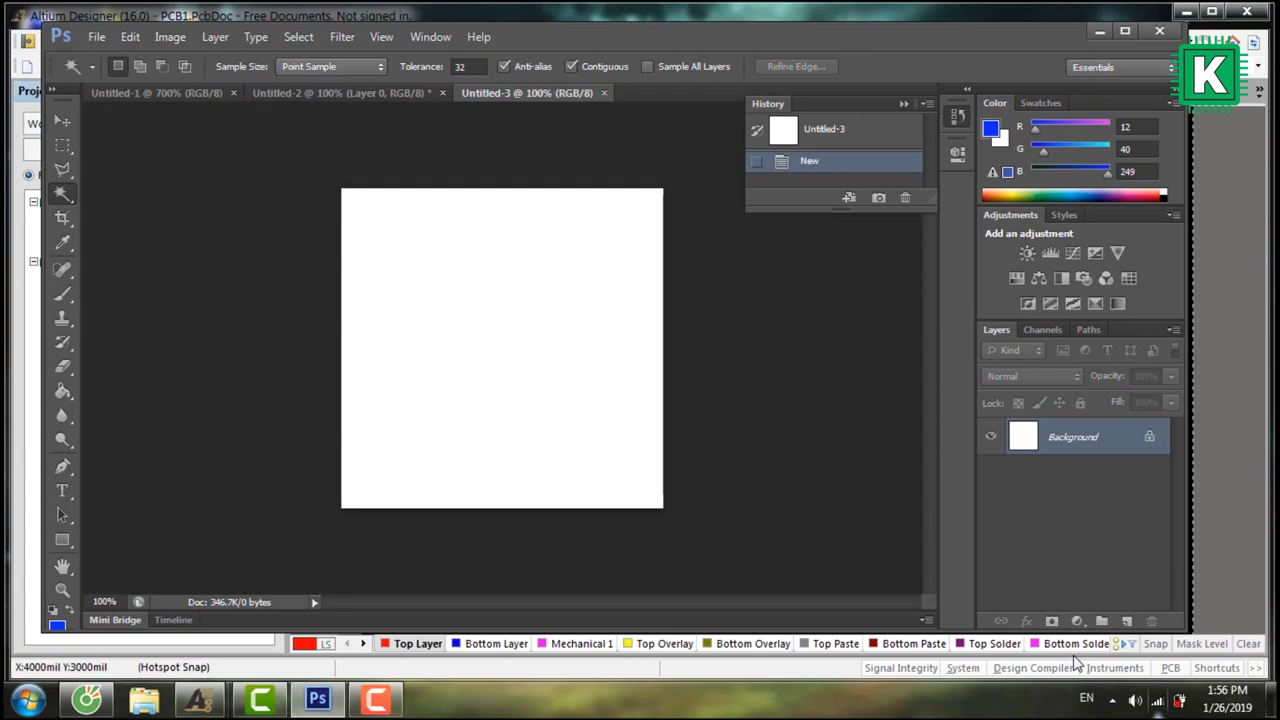 Altium Designer (16.0) - PCB1.PcbDoc - Free Documents. Not signed in.
Ps File Edit Image Layer Type Select Filter View Window Help
Sample Size: Point Sample Tolerance: 32 Anti-alias Contiguous Sample All Layers Refine Edge... Essentials
K
Untitled-1 @ 700% (RGB/8) Untitled-2 @ 100% (Layer 0, RGB/8) * Untitled-3 @ 100% (RGB/8)
Proje
Wo
History
Untitled-3
New
Color Swatches
R 12
G 40
B 249
Adjustments Styles
Add an adjustment
Layers Channels Paths
Kind
Normal Opacity: 100%
Lock: Fill: 100%
Background
100% Doc: 346.7K/0 bytes
Mini Bridge Timeline
LS Top Layer Bottom Layer Mechanical 1 Top Overlay Bottom Overlay Top Paste Bottom Paste Top Solder Bottom Solde Snap Mask Level Clear
X:4000mil Y:3000mil (Hotspot Snap) Signal Integrity System Design Compiler Instruments PCB Shortcuts >>
EN
1:56 PM
1/26/2019